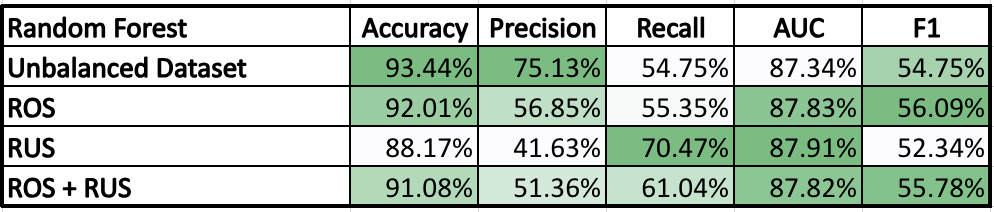 Random Forest Accuracy Precision Recall AUC F1
Unbalanced Dataset 93.44% 75.13% 54.75% 87.34% 54.75%
ROS 92.01% 56.85% 55.35% 87.83% 56.09%
RUS 88.17% 41.63% 70.47% 87.91% 52.34%
ROS + RUS 91.08% 51.36% 61.04% 87.82% 55.78%